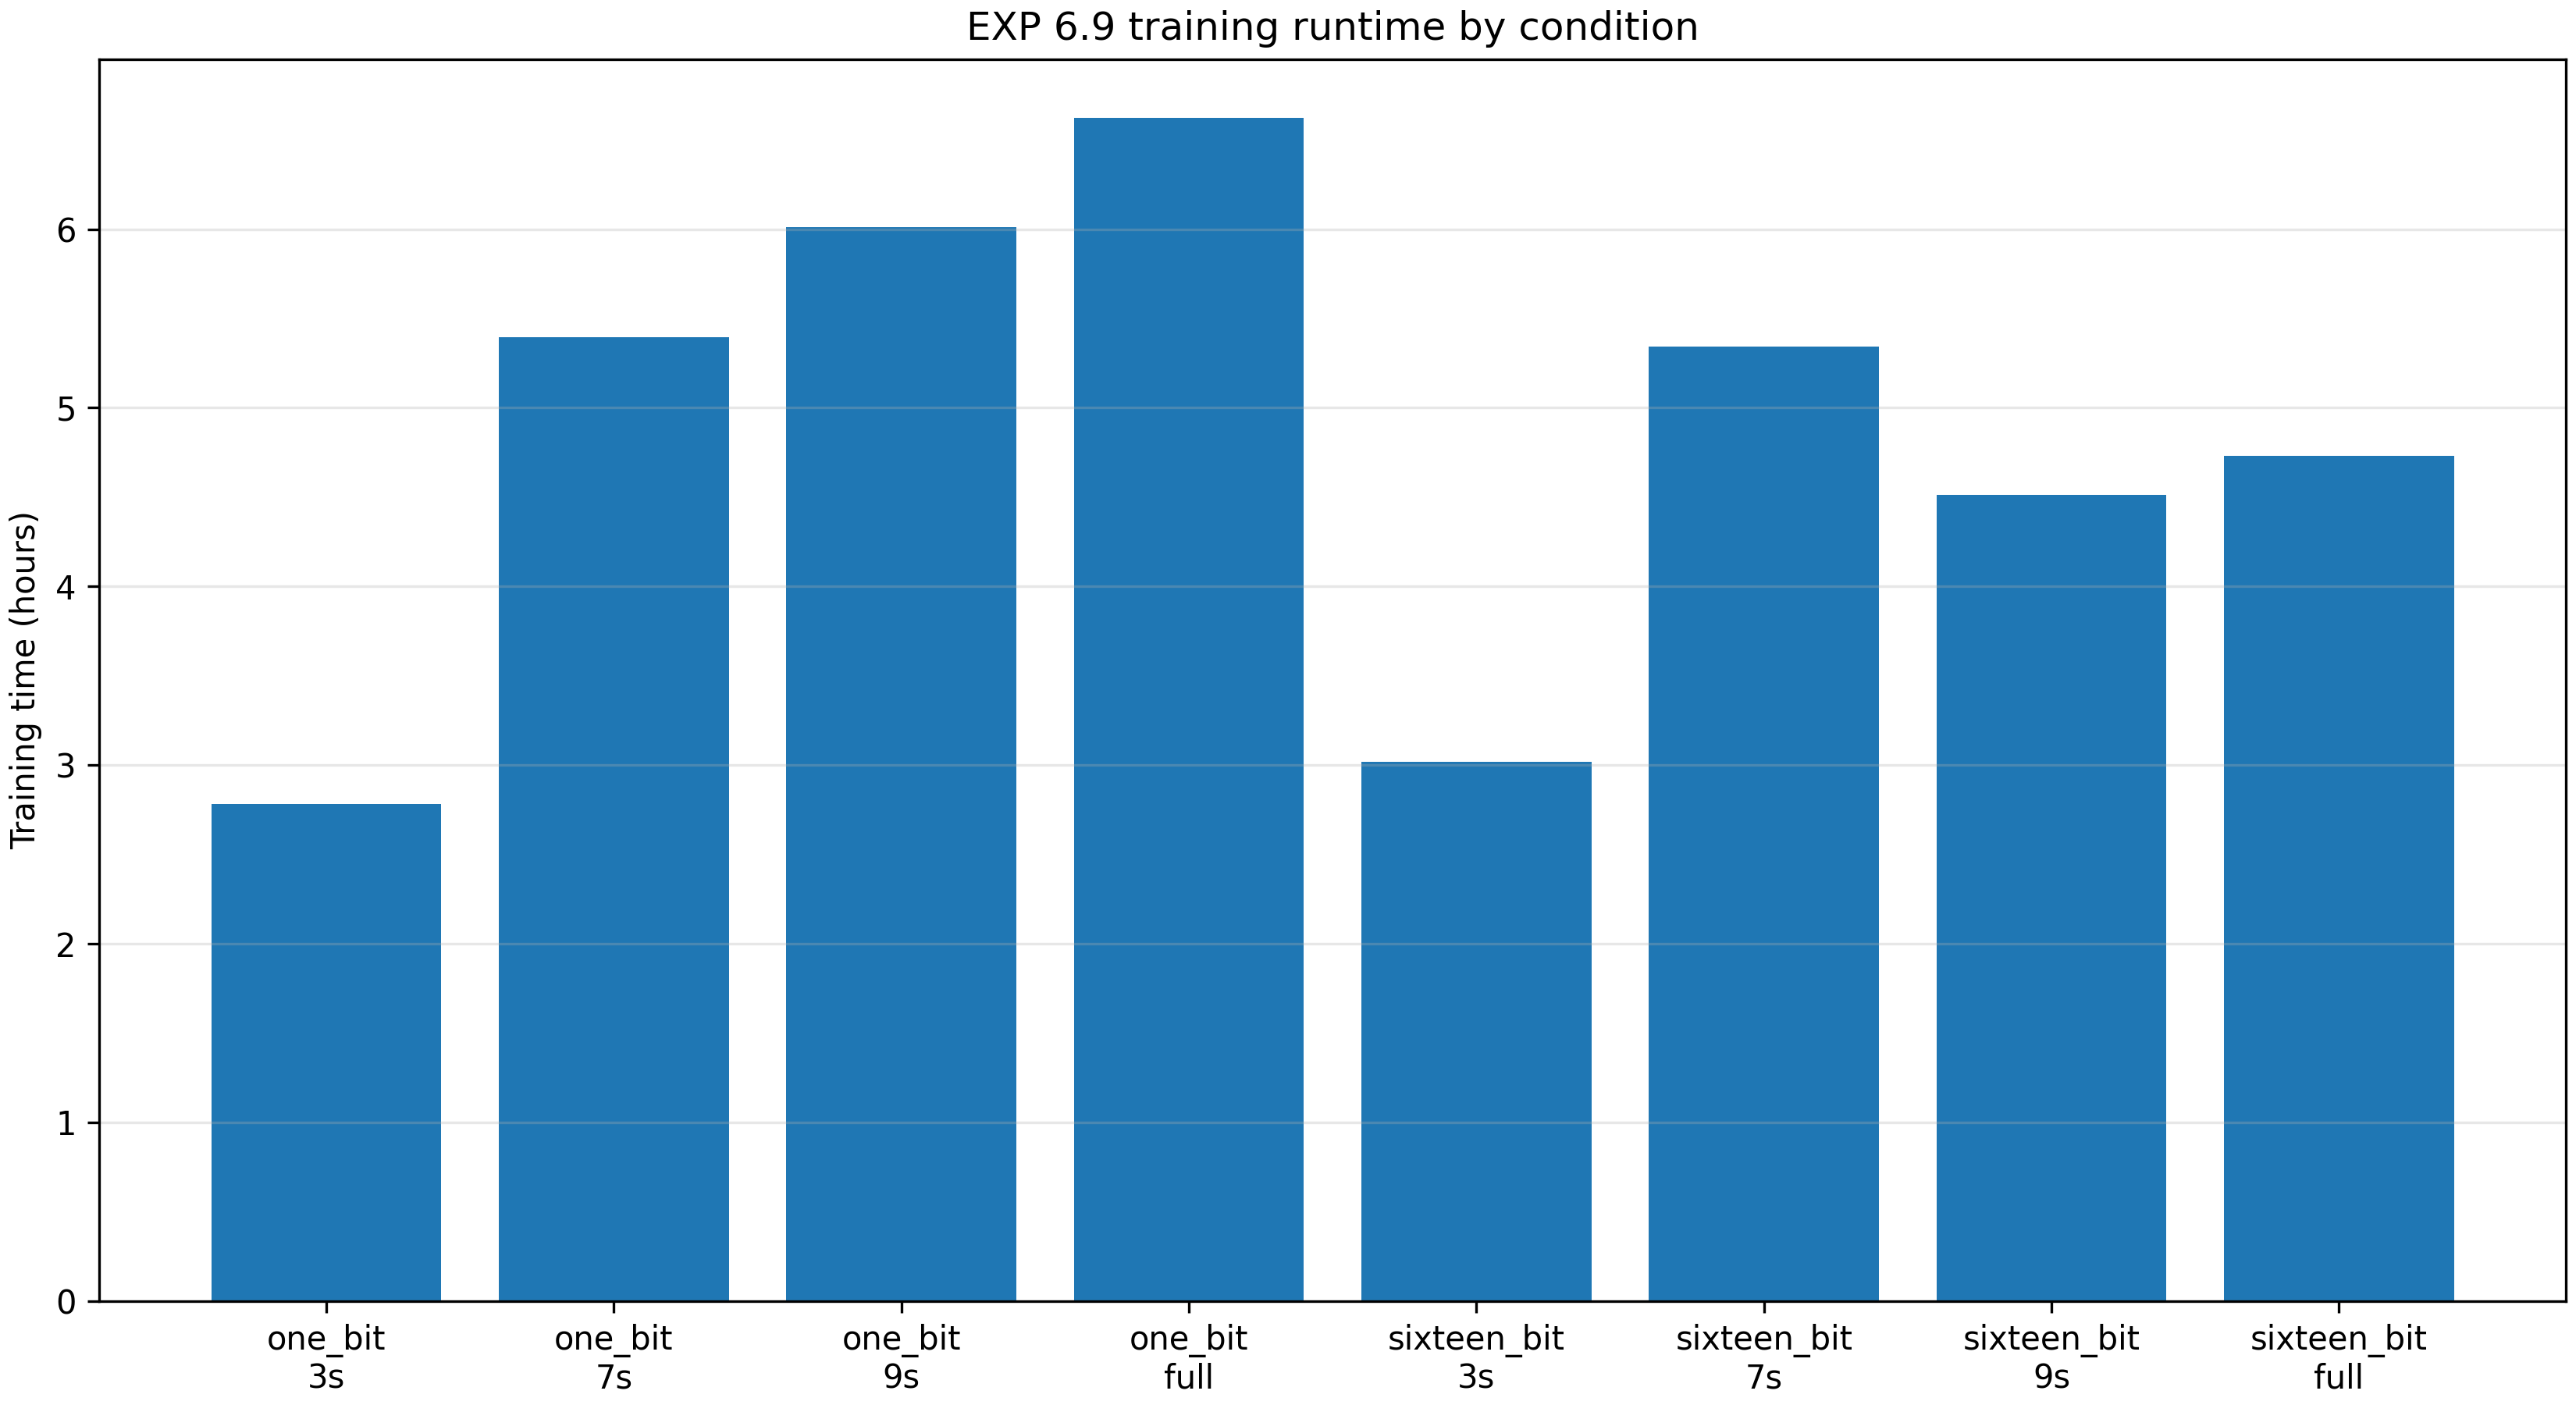 EXP 6.9 training runtime by condition
Training time (hours)
6
5
4
3
2
1
0
one_bit
3s
one_bit
7s
one_bit
9s
one_bit
full
sixteen_bit
3s
sixteen_bit
7s
sixteen_bit
9s
sixteen_bit
full